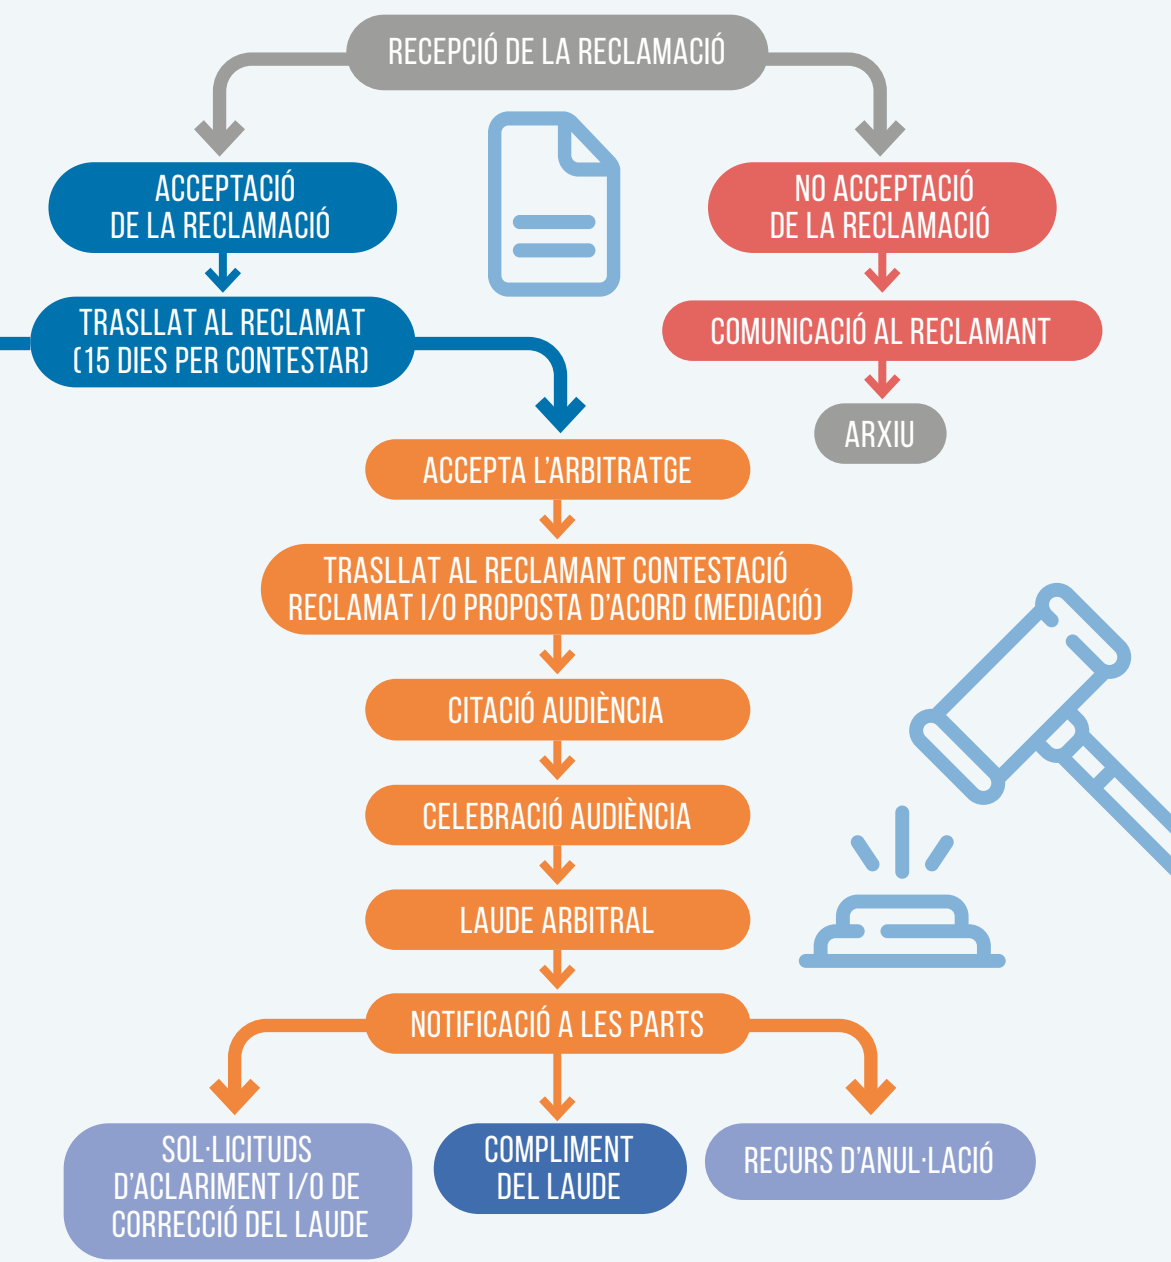 RECEPCIÓ DE LA RECLAMACIÓ
ACCEPTACIÓ
DE LA RECLAMACIÓ
NO ACCEPTACIÓ
DE LA RECLAMACIÓ
TRASLLAT AL RECLAMAT
(15 DIES PER CONTESTAR)
COMUNICACIÓ AL RECLAMANT
ARXIU
ACCEPTA L'ARBITRATGE
TRASLLAT AL RECLAMANT CONTESTACIÓ
RECLAMAT I/O PROPOSTA D'ACORD (MEDIACIÓ)
CITACIÓ AUDIÈNCIA
CELEBRACIÓ AUDIÈNCIA
LAUDE ARBITRAL
NOTIFICACIÓ A LES PARTS
SOL·LICITUDS
D'ACLARIMENT I/O DE
CORRECCIÓ DEL LAUDE
COMPLIMENT
DEL LAUDE
RECURS D'ANUL·LACIÓ